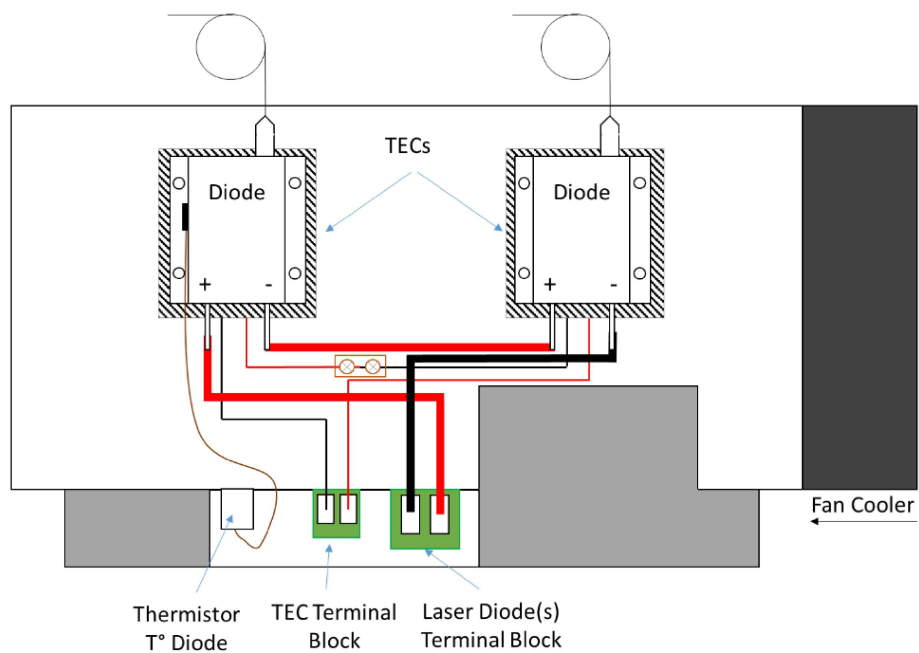 TECs
Diode
Diode
+
-
+
-
Fan Cooler
Thermistor
T° Diode
TEC Terminal
Block
Laser Diode(s)
Terminal Block